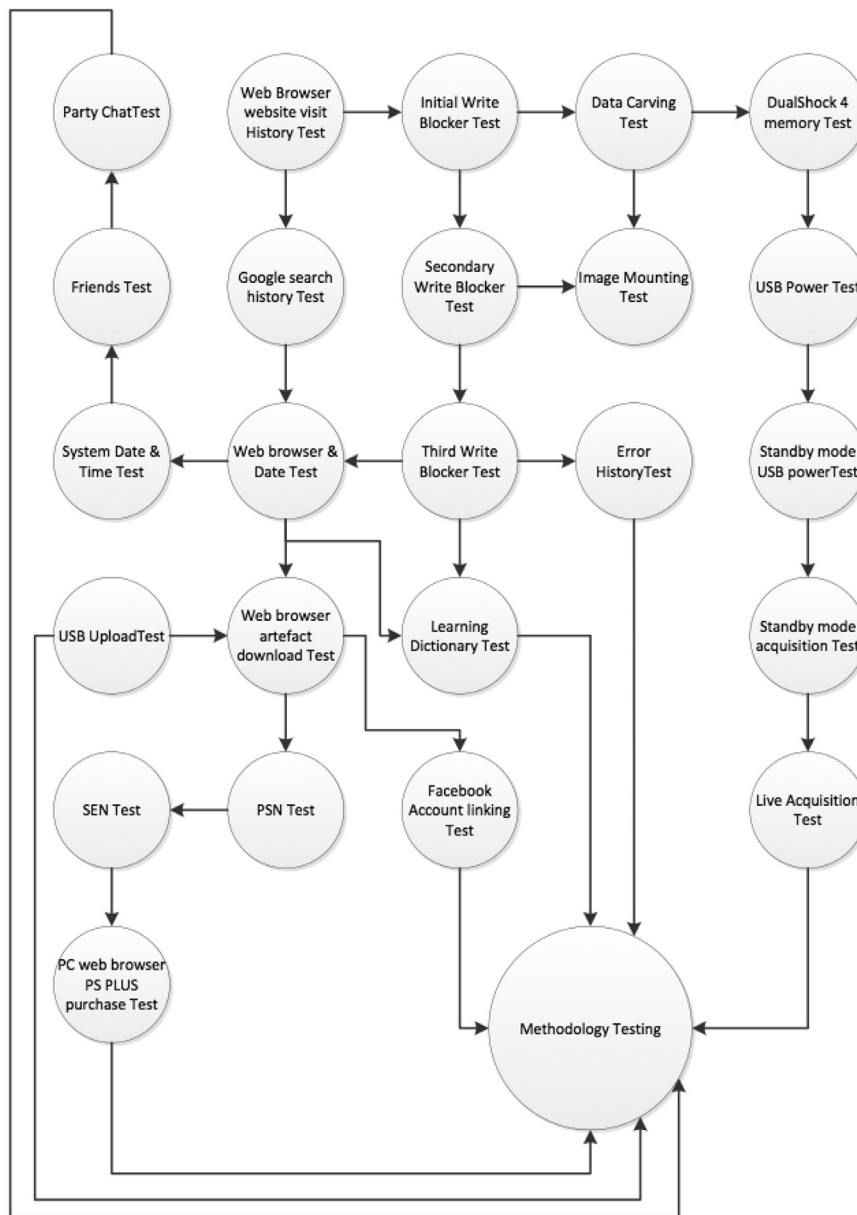 Party ChatTest
Web Browser
website visit
History Test
Initial Write
Blocker Test
Data Carving
Test
DualShock 4
memory Test
Friends Test
Google search
history Test
Secondary
Write Blocker
Test
Image Mounting
Test
USB Power Test
System Date &
Time Test
Web browser &
Date Test
Third Write
Blocker Test
Error
HistoryTest
Standby mode
USB powerTest
USB UploadTest
Web browser
artefact
download Test
Learning
Dictionary Test
Standby mode
acquisition Test
SEN Test
PSN Test
Facebook
Account linking
Test
Live Acquisition
Test
PC web browser
PS PLUS
purchase Test
Methodology Testing